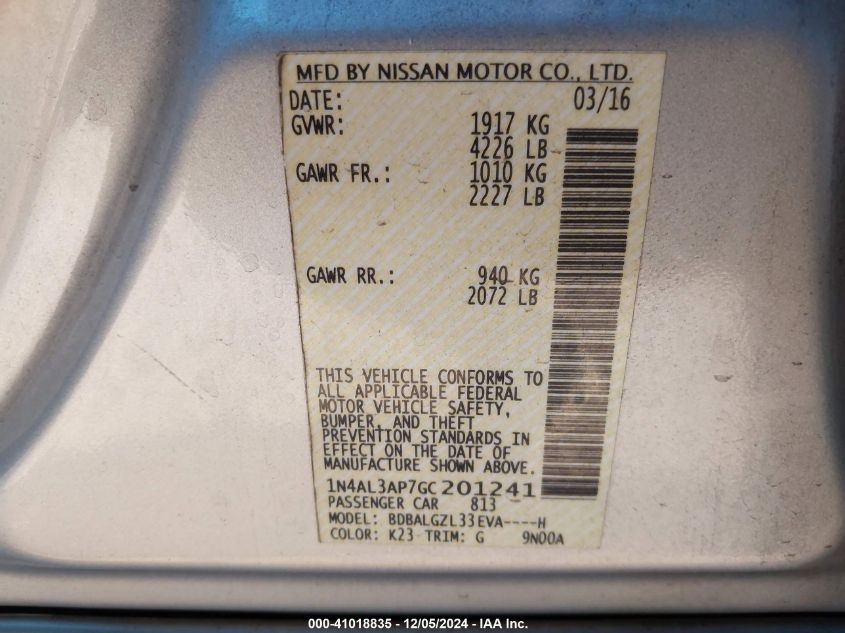 MFD BY NISSAN MOTOR CO., LTD.
DATE: 03/16
GVWR: 1917 KG
4226 LB
GAWR FR.: 1010 KG
2227 LB
GAWR RR.: 940 KG
2072 LB
THIS VEHICLE CONFORMS TO
ALL APPLICABLE FEDERAL
MOTOR VEHICLE SAFETY,
BUMPER, AND THEFT
PREVENTION STANDARDS IN
EFFECT ON THE DATE OF
MANUFACTURE SHOWN ABOVE.
1N4AL3AP7GC201241
PASSENGER CAR 813
MODEL: BDBALGZL33EVA----H
COLOR: K23 TRIM: G 9N00A
000-41018835 - 12/05/2024 - IAA Inc.